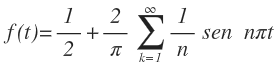 f(t)= 1/2 + 2/π ∞∑k=1 1/n sen nπt